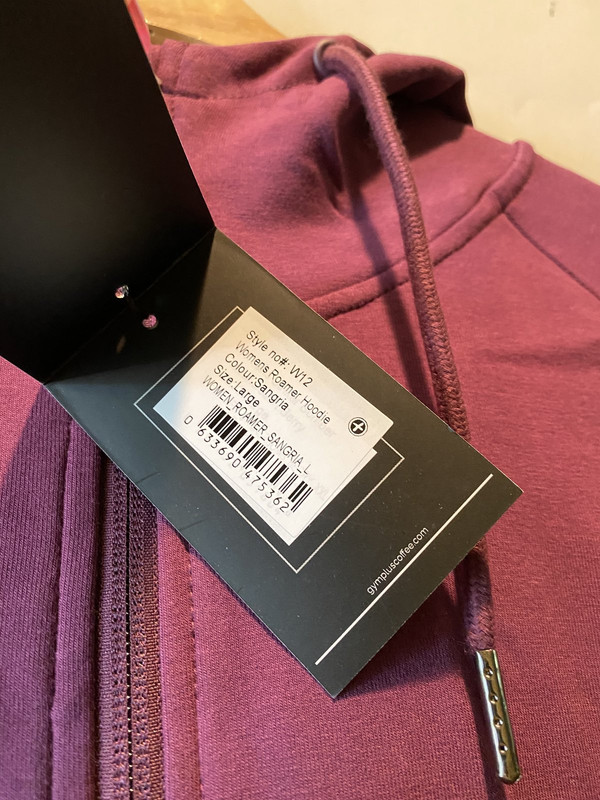 Style no#: W12
Womens Roamer Hoodie
Colour:Sangria
Size:Large
WOMEN_ROAMER_SANGRIA_L
0 633690 475362
gympluscoffee.com